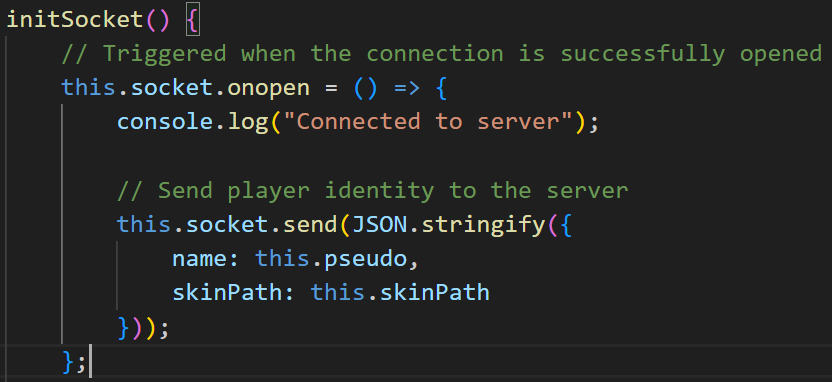 initSocket() {
    // Triggered when the connection is successfully opened
    this.socket.onopen = () => {
        console.log("Connected to server");

        // Send player identity to the server
        this.socket.send(JSON.stringify({
            name: this.pseudo,
            skinPath: this.skinPath
        }));
    };